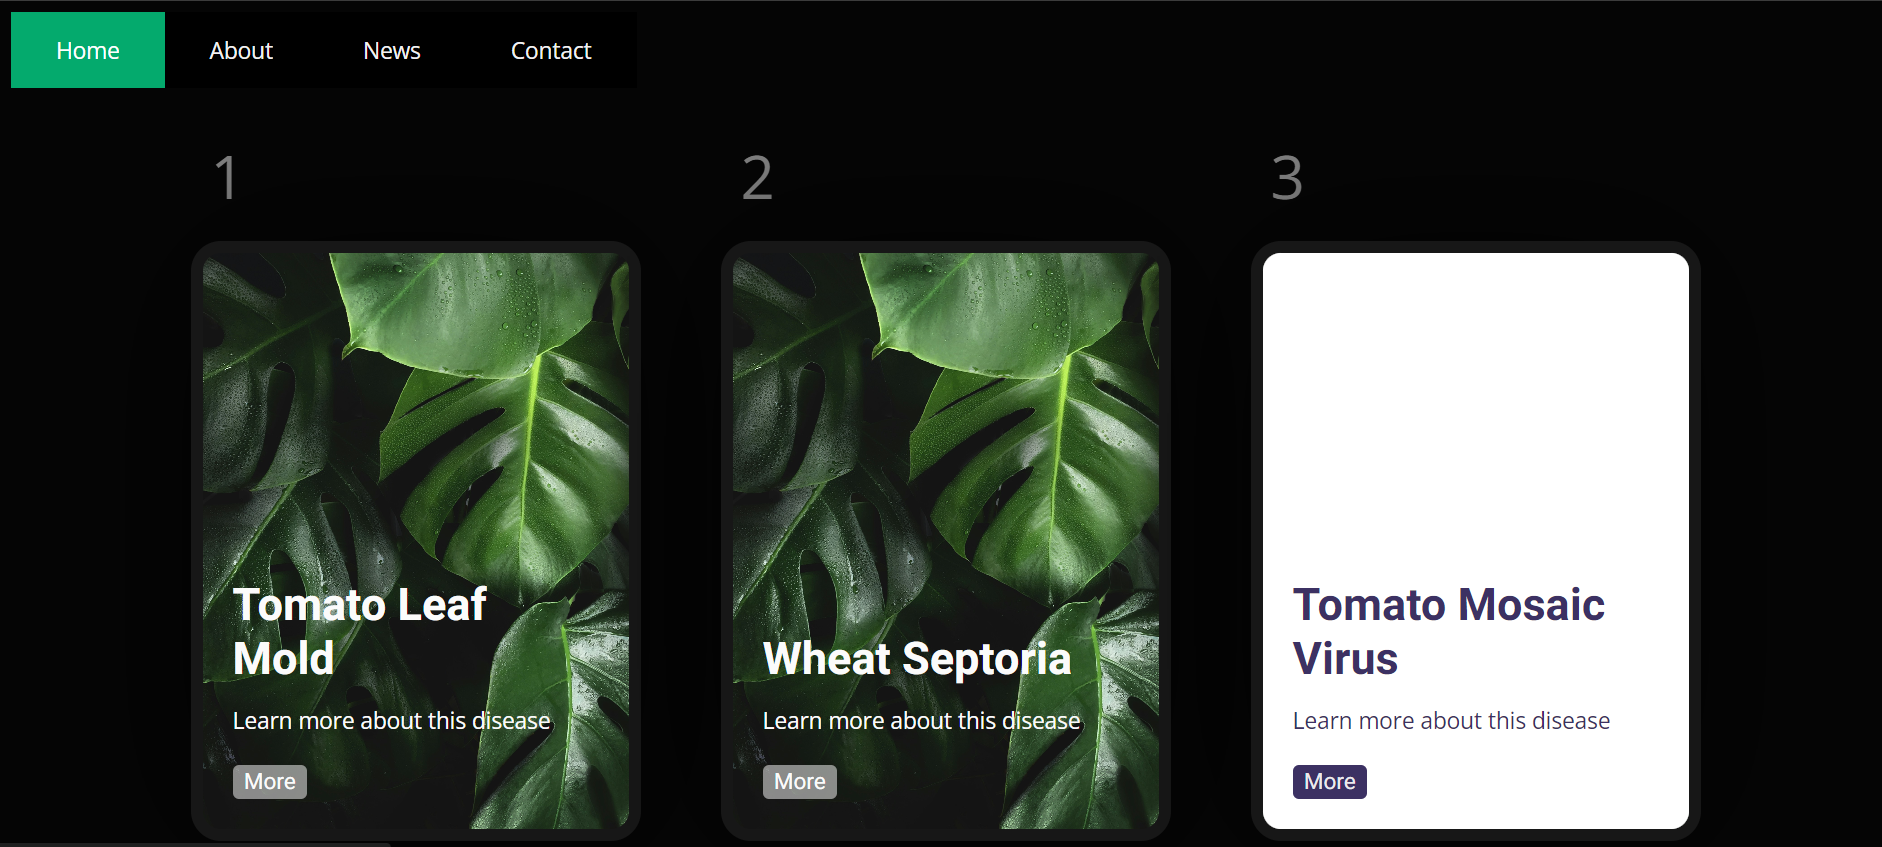 Home About News Contact
1
2
3
Tomato Leaf
Mold
Learn more about this disease
More
Wheat Septoria
Learn more about this disease
More
Tomato Mosaic
Virus
Learn more about this disease
More